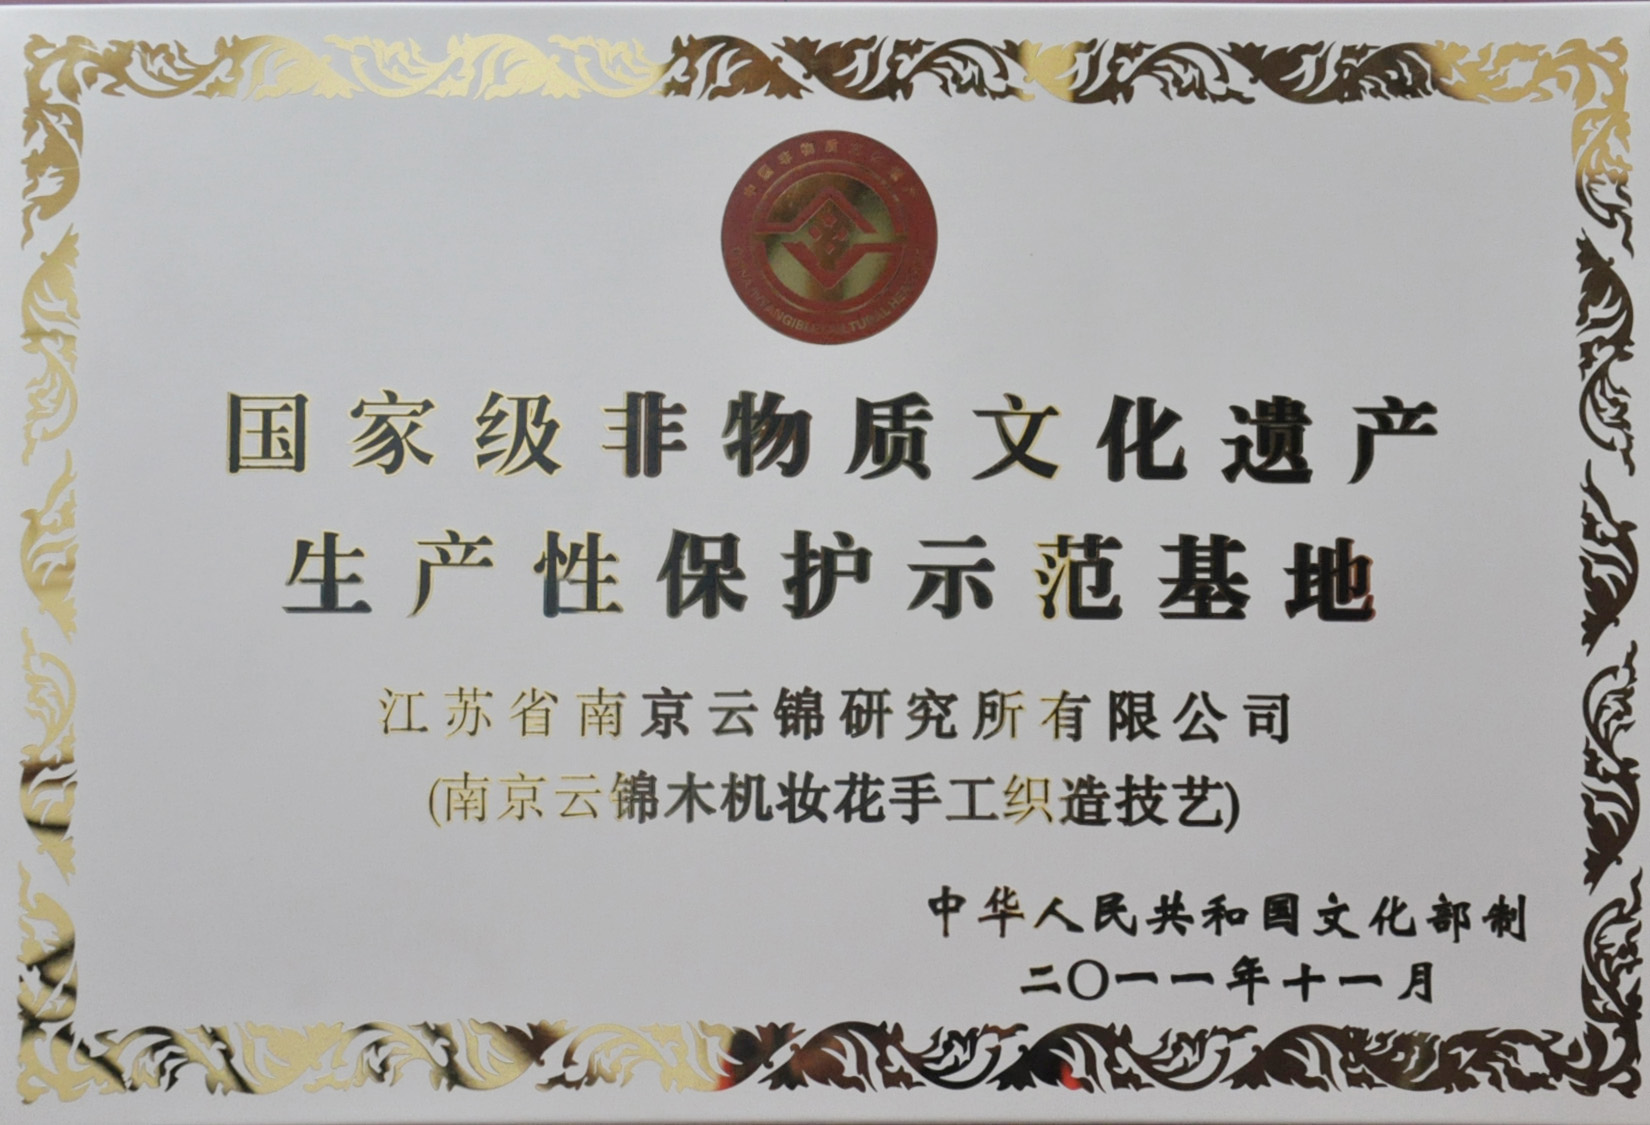 国家级非物质文化遗产
生产性保护示范基地
江苏省南京云锦研究所有限公司
(南京云锦木机妆花手工织造技艺)
中华人民共和国文化部制
二〇一一年十一月